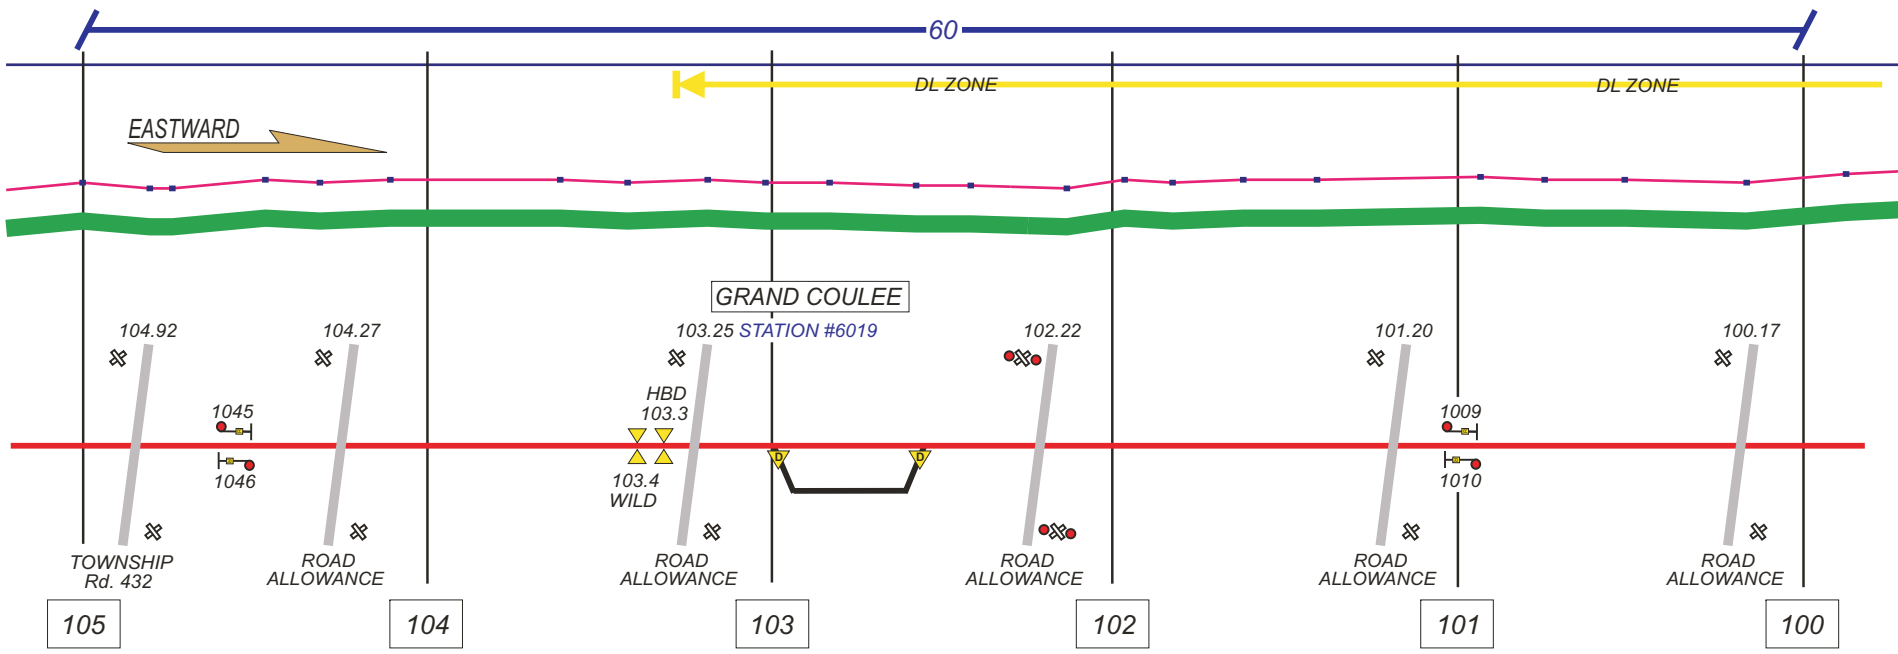 60
DL ZONE
DL ZONE
EASTWARD
GRAND COULEE
104.92
104.27
103.25 STATION #6019
102.22
101.20
100.17
HBD
103.3
1045
1009
D
D
1046
103.4
WILD
1010
TOWNSHIP
Rd. 432
ROAD
ALLOWANCE
ROAD
ALLOWANCE
ROAD
ALLOWANCE
ROAD
ALLOWANCE
ROAD
ALLOWANCE
105
104
103
102
101
100